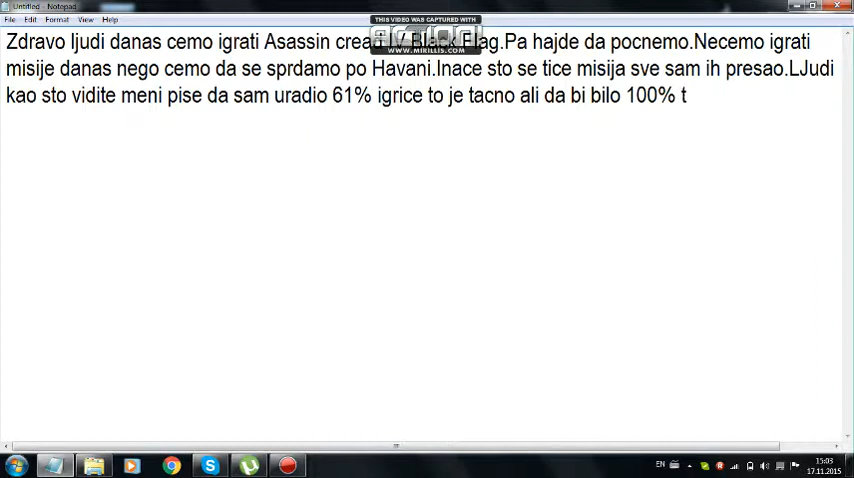 Untitled - Notepad
File Edit Format View Help
THIS VIDEO WAS CAPTURED WITH
WWW.MIRILLIS.COM
Zdravo ljudi danas cemo igrati Asassin cread IV Black Flag.Pa hajde da pocnemo.Necemo igrati
misije danas nego cemo da se sprdamo po Havani.Inace sto se tice misija sve sam ih presao.LJudi
kao sto vidite meni pise da sam uradio 61% igrice to je tacno ali da bi bilo 100% t
EN
15:03
17.11.2015